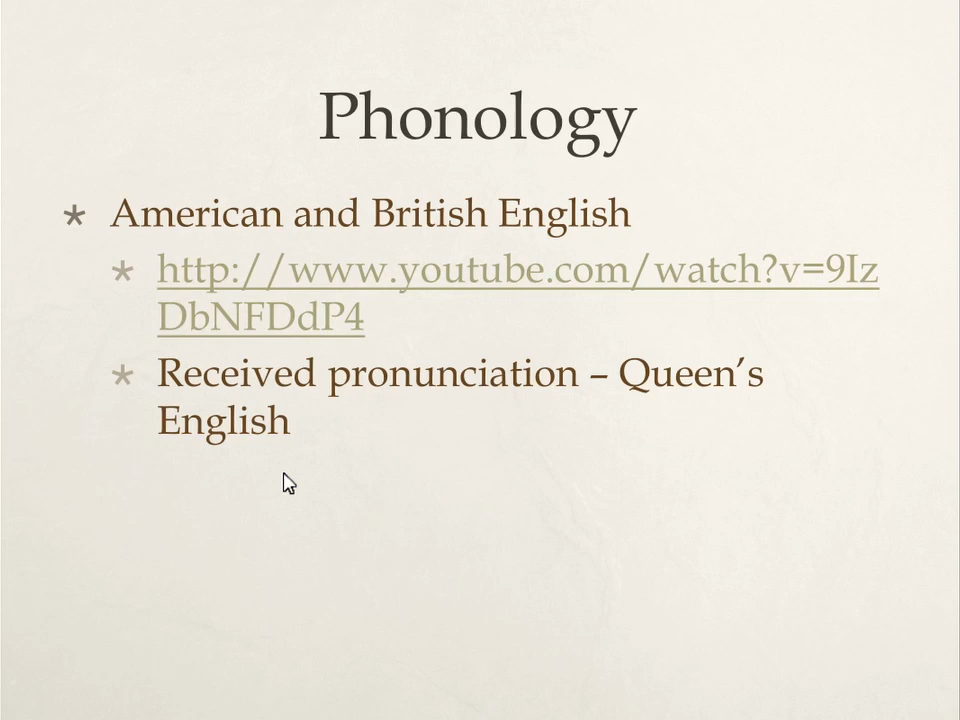 Phonology
American and British English
http://www.youtube.com/watch?v=9Iz
DbNFDdP4
Received pronunciation – Queen’s
English